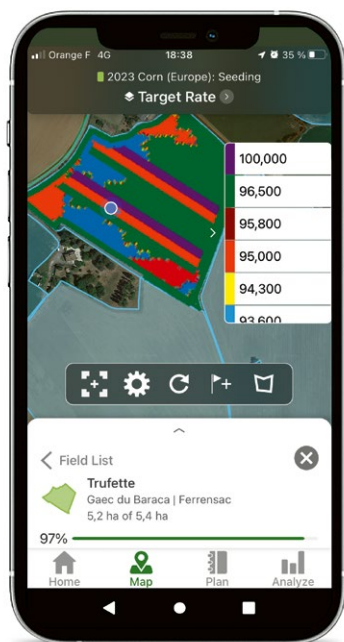 Orange F 4G 18:38 35 %
2023 Corn (Europe): Seeding
Target Rate
100,000
96,500
95,800
95,000
94,300
93,600
Field List
Trufette
Gaec du Baraca | Ferrensac
5,2 ha of 5,4 ha
97%
Home Map Plan Analyze